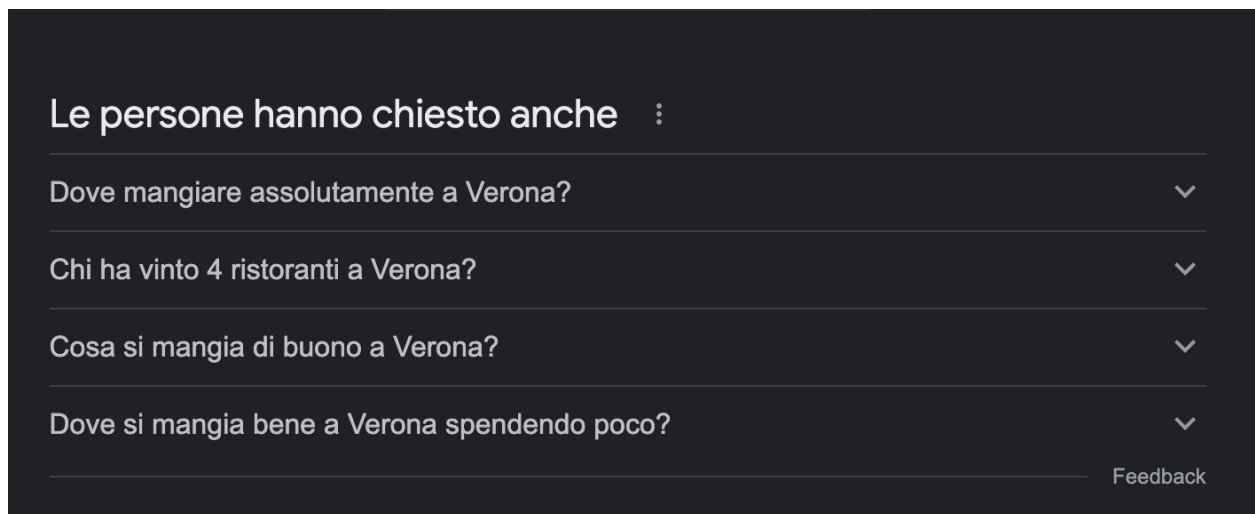 Le persone hanno chiesto anche
Dove mangiare assolutamente a Verona?
Chi ha vinto 4 ristoranti a Verona?
Cosa si mangia di buono a Verona?
Dove si mangia bene a Verona spendendo poco?
Feedback